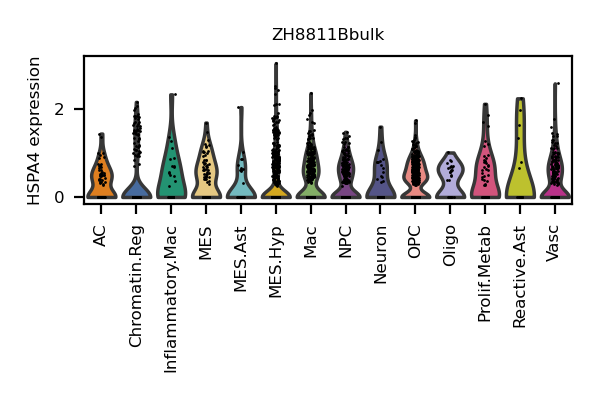 ZH8811Bbulk
HSPA4 expression
2
0
AC
Chromatin.Reg
Inflammatory.Mac
MES
MES.Ast
MES.Hyp
Mac
NPC
Neuron
OPC
Oligo
Prolif.Metab
Reactive.Ast
Vasc